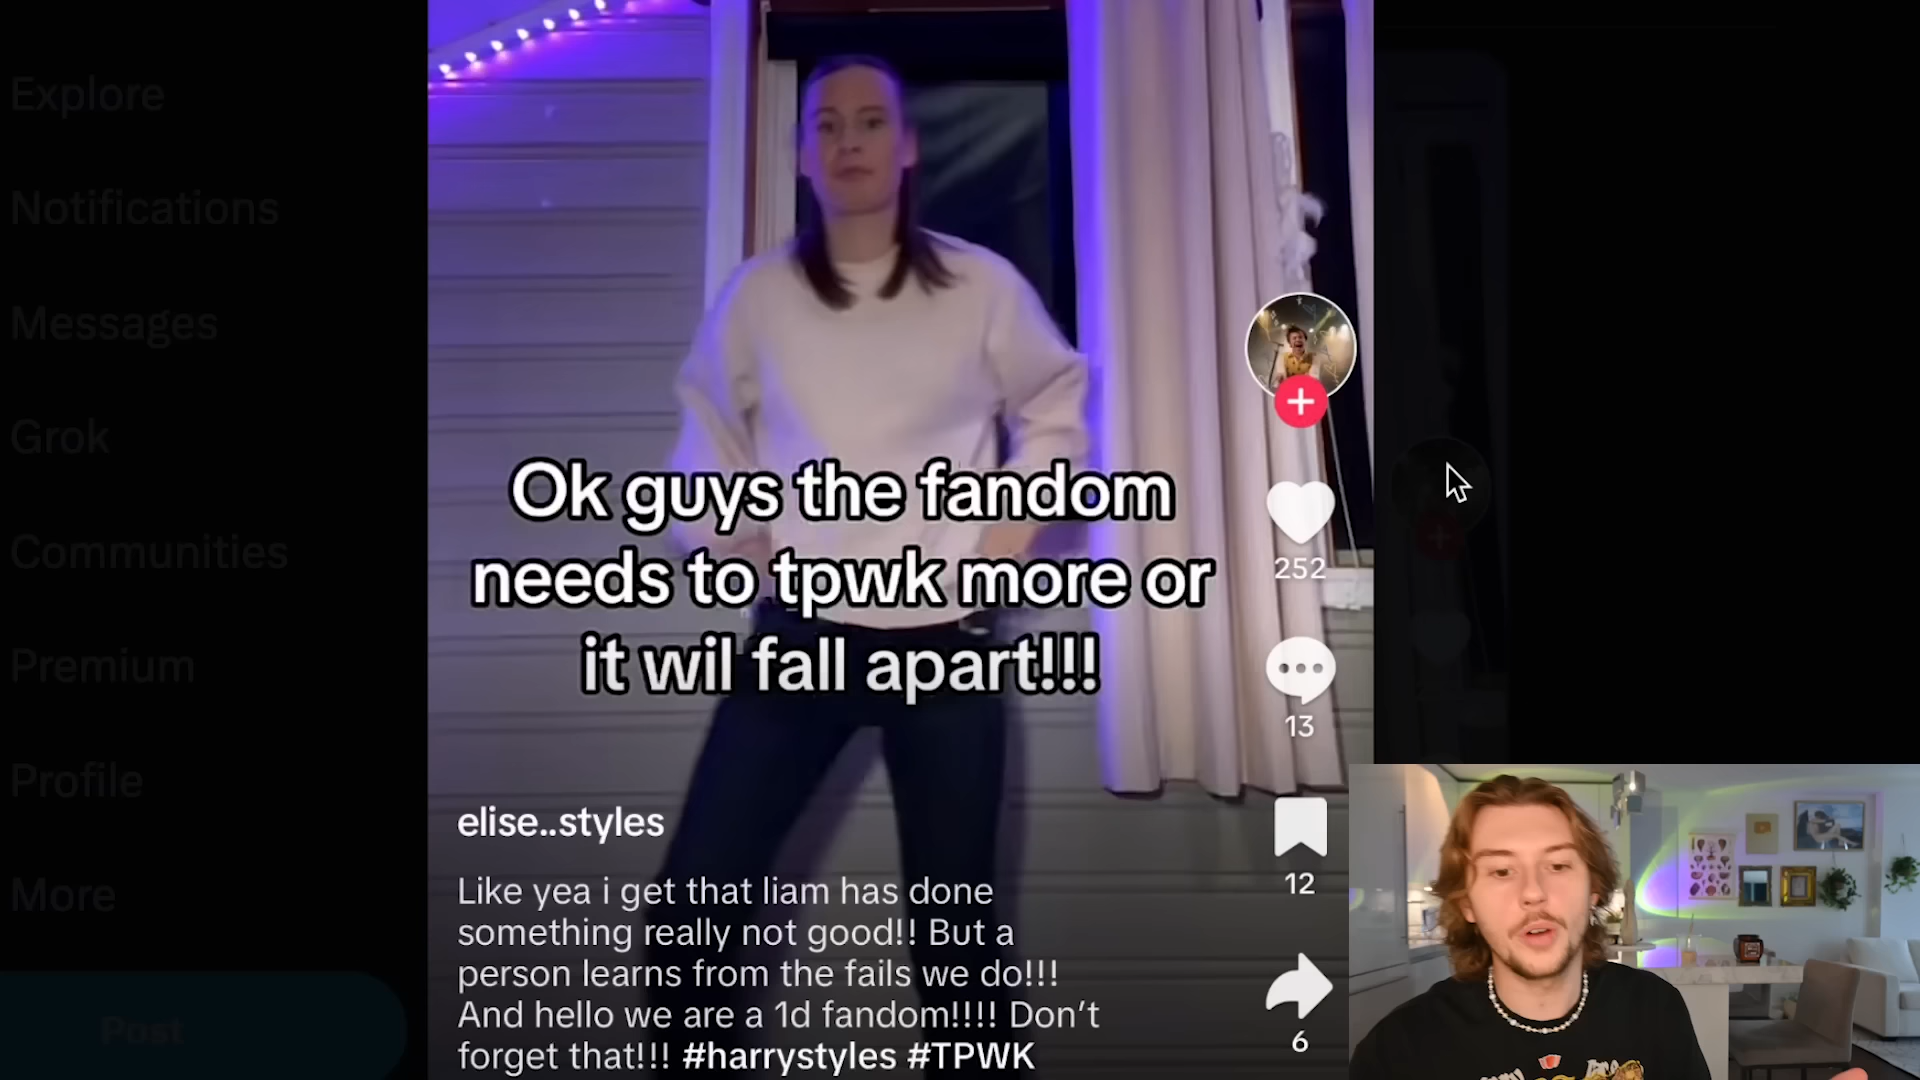 Explore
Notifications
Messages
Grok
Communities
Premium
Profile
More
Post
Ok guys the fandom
needs to tpwk more or
it wil fall apart!!!
252
13
12
6
elise..styles
Like yea i get that liam has done
something really not good!! But a
person learns from the fails we do!!!
And hello we are a 1d fandom!!!! Don’t
forget that!!! #harrystyles #TPWK